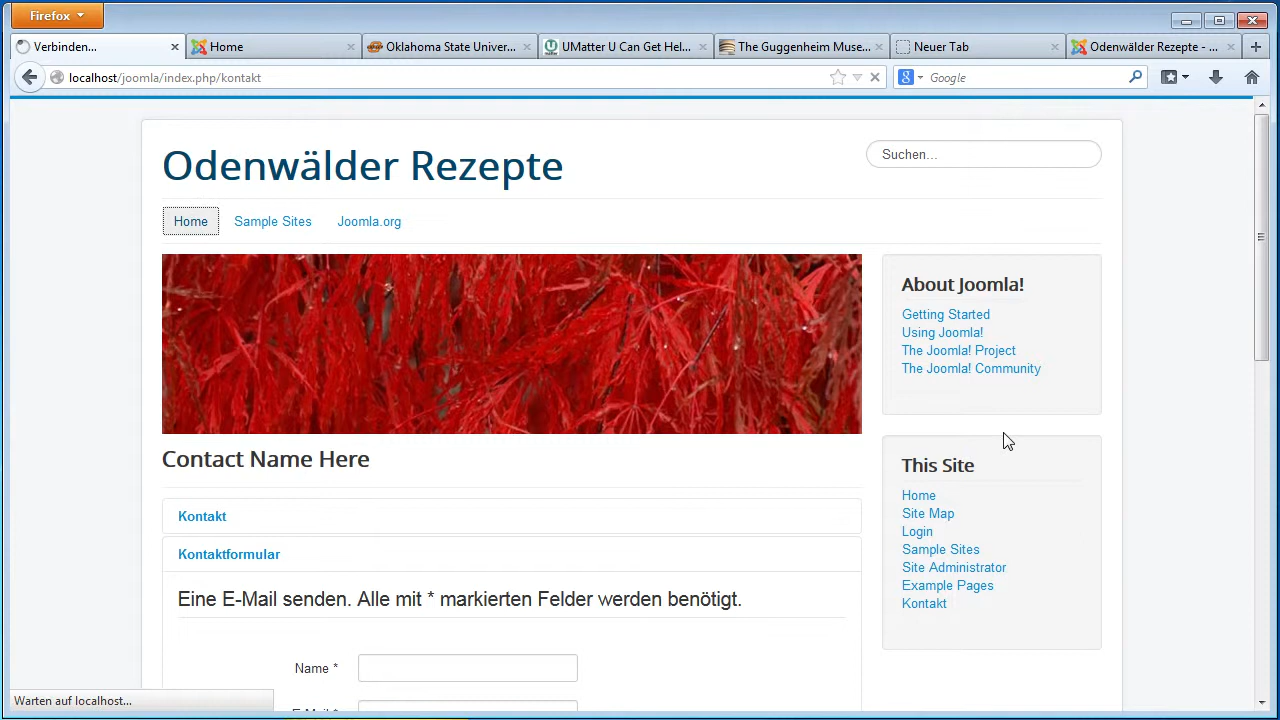 Firefox
Verbinden...
Home
Oklahoma State Univer...
UMatter U Can Get Hel...
The Guggenheim Muse...
Neuer Tab
Odenwälder Rezepte - ...
localhost/joomla/index.php/kontakt
Google
Odenwälder Rezepte
Suchen...
Home
Sample Sites
Joomla.org
About Joomla!
Getting Started
Using Joomla!
The Joomla! Project
The Joomla! Community
Contact Name Here
This Site
Home
Site Map
Login
Sample Sites
Site Administrator
Example Pages
Kontakt
Kontakt
Kontaktformular
Eine E-Mail senden. Alle mit * markierten Felder werden benötigt.
Name *
E-Mail *
Warten auf localhost...